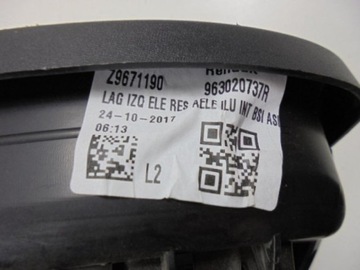 Z9671190
963020737R
LAG IZQ ELE RES AELE ILU INT BSI AS
24-10-2017
06:13
L2